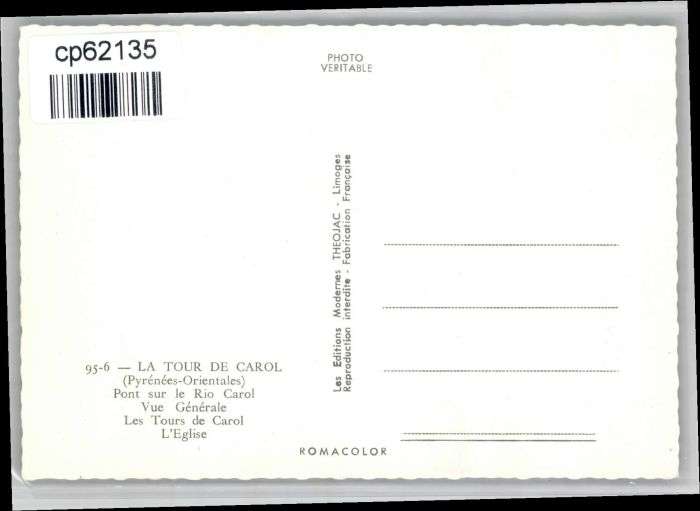 cp62135
PHOTO
VERITABLE
Les Editions Modernes THEOJAC - Limoges
Reproduction interdite - Fabrication Française
95-6 — LA TOUR DE CAROL
(Pyrénées-Orientales)
Pont sur le Rio Carol
Vue Générale
Les Tours de Carol
L'Eglise
ROMACOLOR